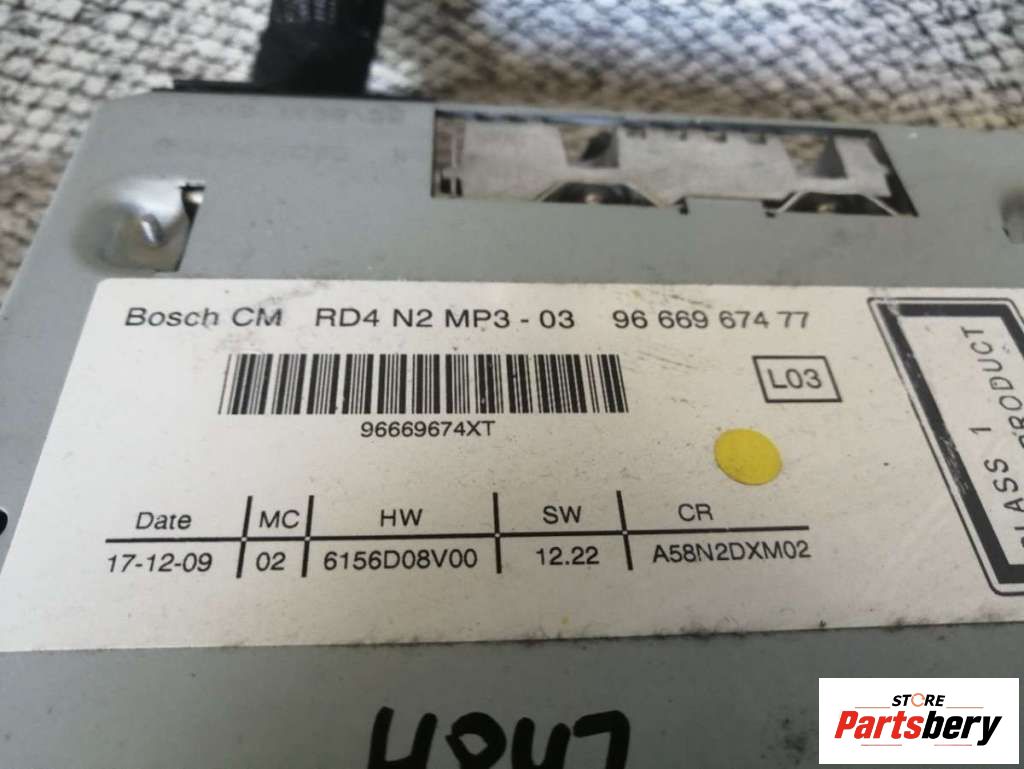 Bosch CM RD4 N2 MP3 - 03 96 669 674 77
L03
96669674XT
Date MC HW SW CR
17-12-09 02 6156D08V00 12.22 A58N2DXM02
CLASS 1
PRODUCT
STORE
Partsbery